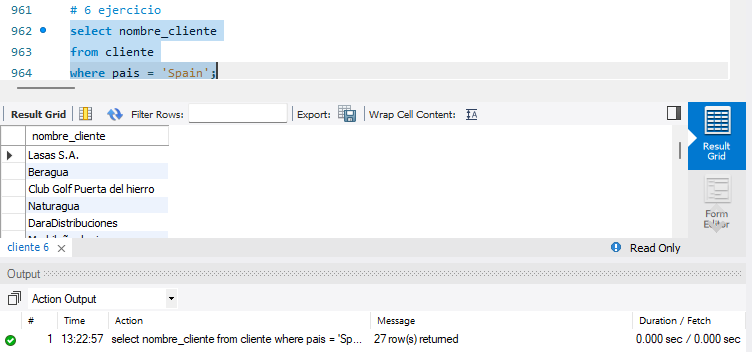 961 # 6 ejercicio
962 select nombre_cliente
963 from cliente
964 where pais = 'Spain';
Result Grid Filter Rows: Export: Wrap Cell Content:
nombre_cliente
Lasas S.A.
Beragua
Club Golf Puerta del hierro
Naturagua
DaraDistribuciones
Result Grid
Form Editor
cliente 6 Read Only
Output
Action Output
# Time Action Message Duration / Fetch
1 13:22:57 select nombre_cliente from cliente where pais = 'Sp... 27 row(s) returned 0.000 sec / 0.000 sec